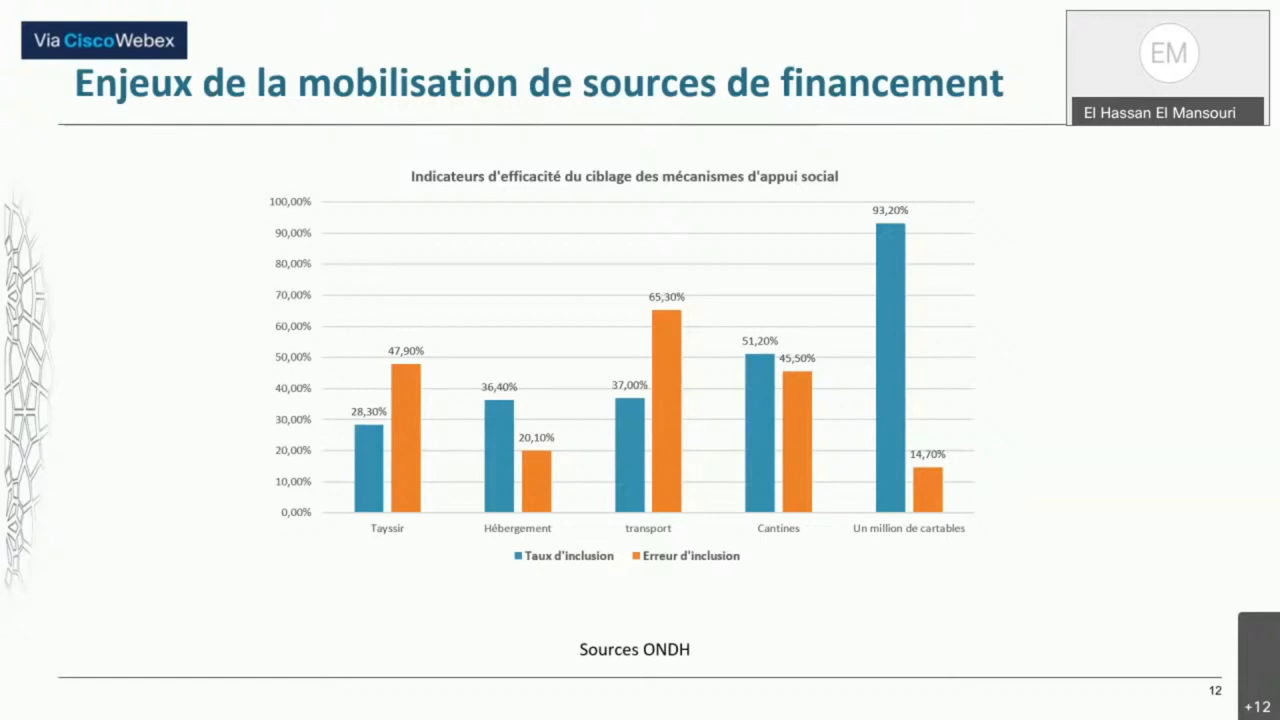 Via Cisco Webex
Enjeux de la mobilisation de sources de financement
EM
El Hassan El Mansouri
Indicateurs d'efficacité du ciblage des mécanismes d'appui social
100,00%
90,00%
80,00%
70,00%
60,00%
50,00%
40,00%
30,00%
20,00%
10,00%
0,00%
28,30%
47,90%
36,40%
20,10%
37,00%
65,30%
51,20%
45,50%
93,20%
14,70%
Tayssir
Hébergement
transport
Cantines
Un million de cartables
Taux d'inclusion
Erreur d'inclusion
Sources ONDH
12
+12